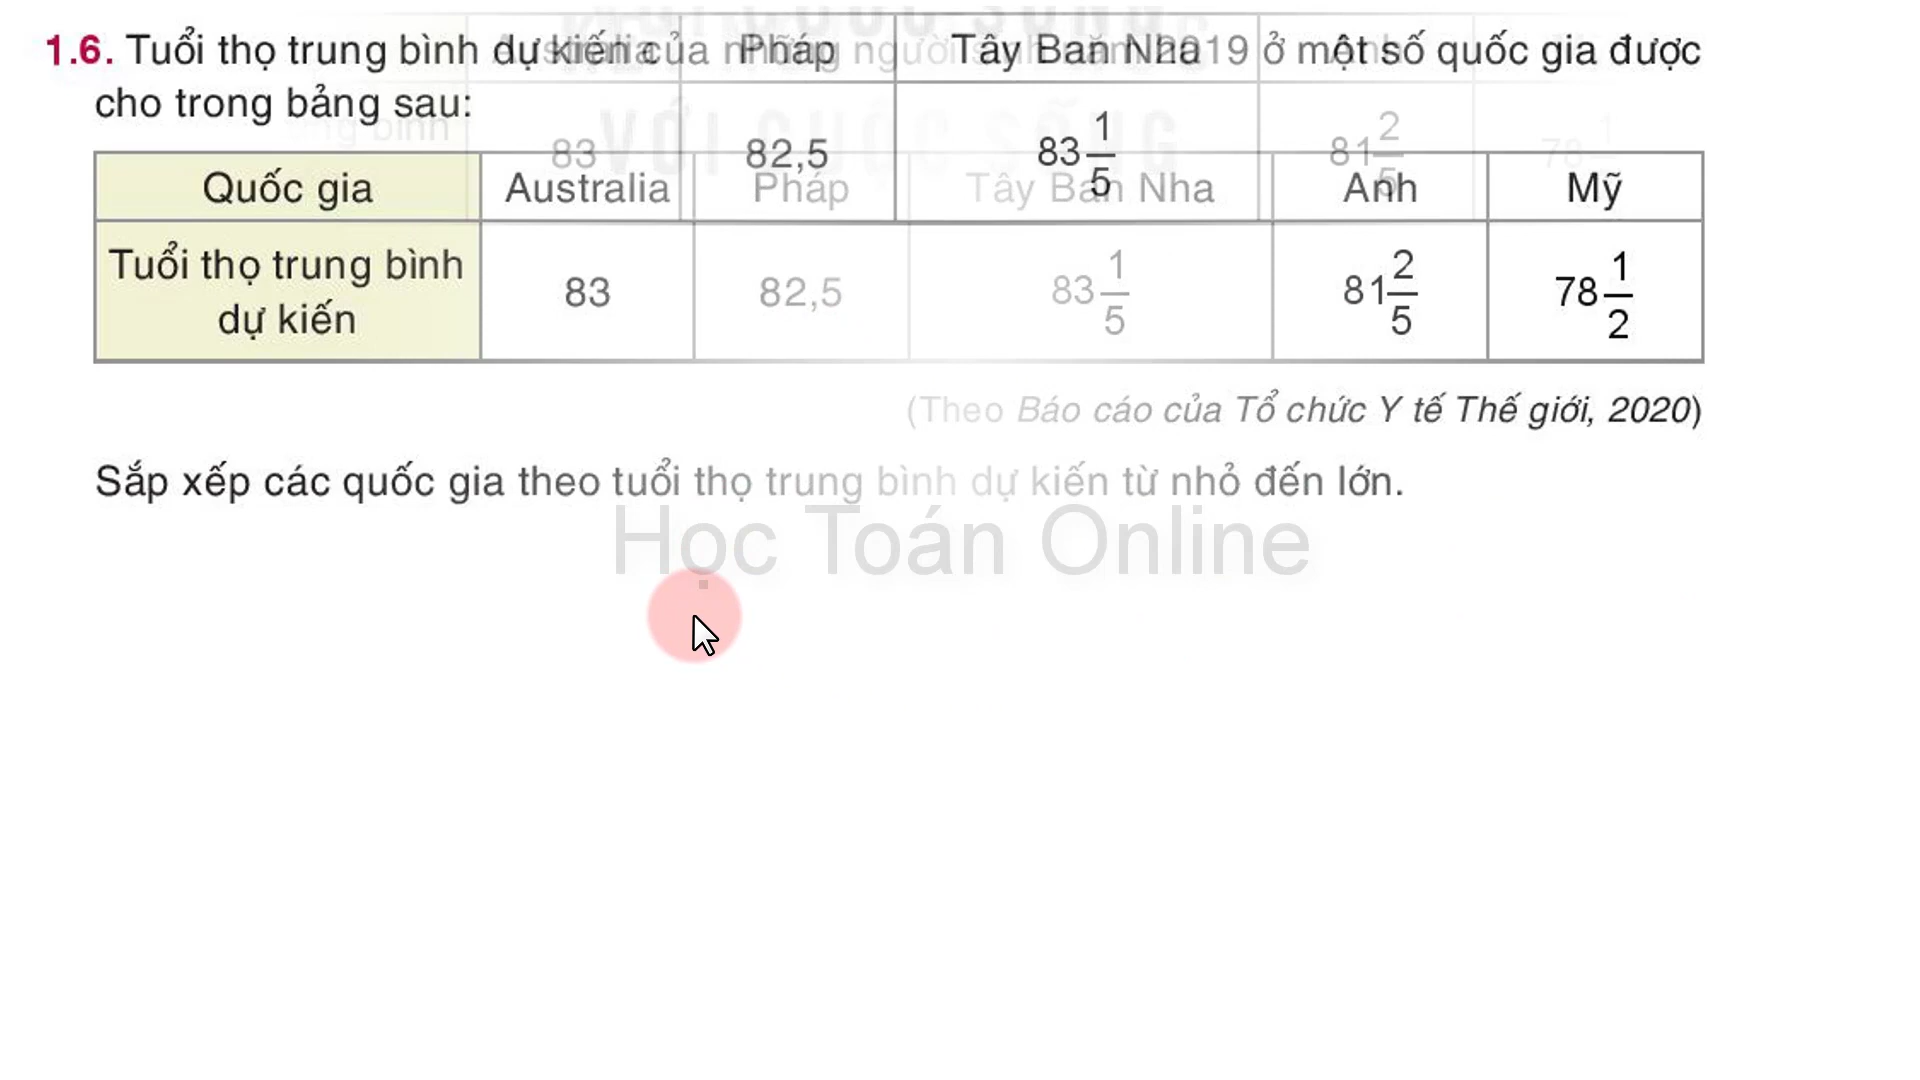 1.6. Tuổi thọ trung bình dự kiến của những người sinh năm 2019 ở một số quốc gia được
cho trong bảng sau:
VỚI CUỘC SỐNG
Quốc gia Australia Pháp Tây Ban Nha Anh Mỹ
Tuổi thọ trung bình dự kiến 83 82,5 83 1/5 81 2/5 78 1/2
(Theo Báo cáo của Tổ chức Y tế Thế giới, 2020)
Sắp xếp các quốc gia theo tuổi thọ trung bình dự kiến từ nhỏ đến lớn.
Học Toán Online